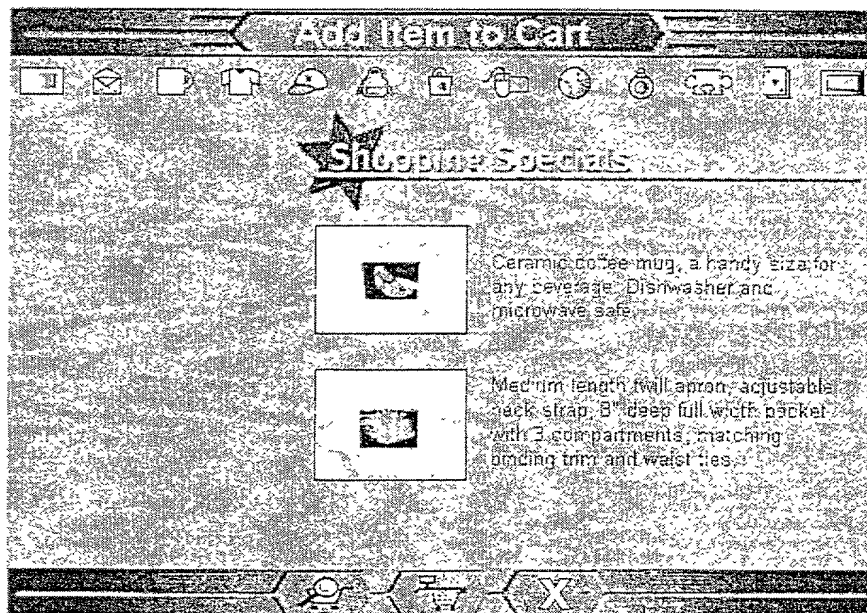 Add Item to Cart
Shopping Specials
Ceramic coffee mug, a handy size for
any beverage. Dishwasher and
microwave safe.
Medium length twill apron, adjustable
neck strap, 8" deep full width pocket
with 3 compartments, matching
binding trim and waist ties.
X